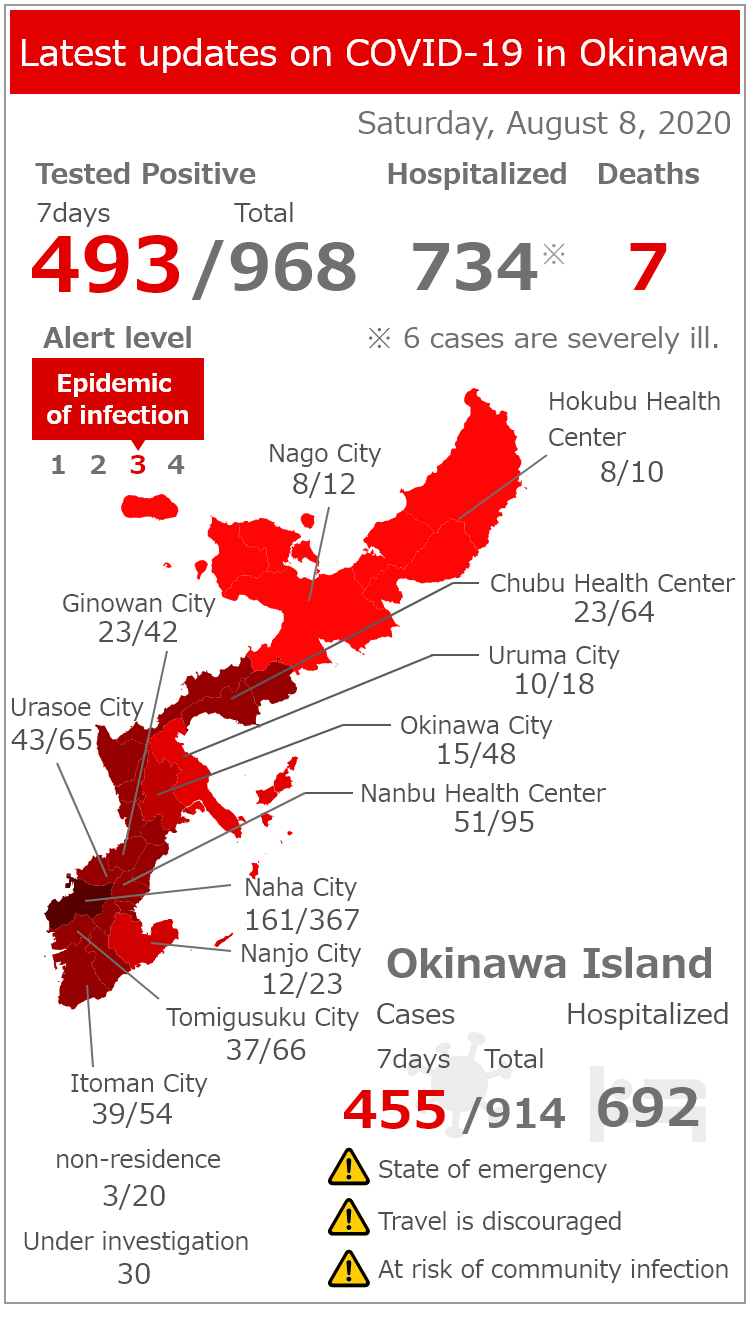 Latest updates on COVID-19 in Okinawa
Saturday, August 8, 2020
Tested Positive
Hospitalized
Deaths
7days
Total
493/968
734※
7
Alert level
※ 6 cases are severely ill.
Epidemic
of infection
1 2 3 4
Hokubu Health
Center
8/10
Nago City
8/12
Chubu Health Center
23/64
Ginowan City
23/42
Uruma City
10/18
Urasoe City
43/65
Okinawa City
15/48
Nanbu Health Center
51/95
Naha City
161/367
Nanjo City
12/23
Tomigusuku City
37/66
Itoman City
39/54
non-residence
3/20
Under investigation
30
Okinawa Island
Cases
Hospitalized
7days
Total
455/914
692
State of emergency
Travel is discouraged
At risk of community infection